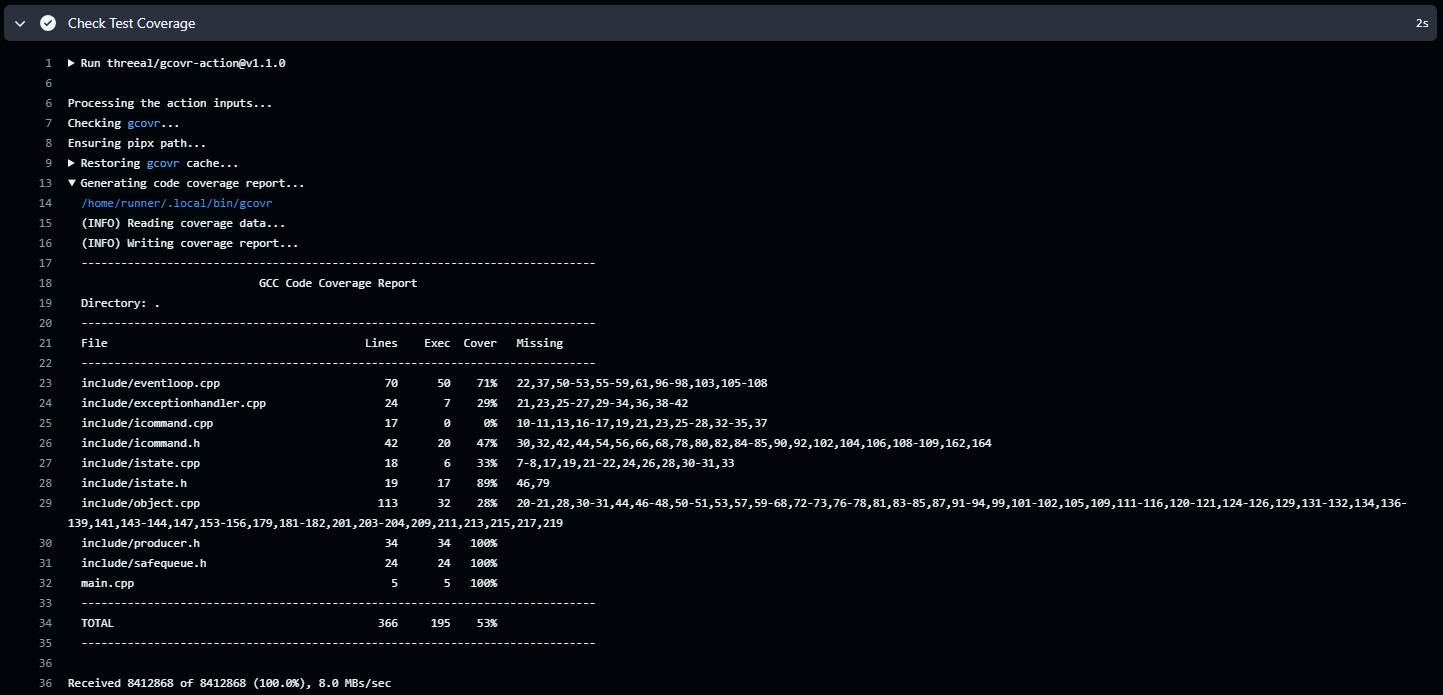 Check Test Coverage 2s
1 Run threeal/gcovr-action@v1.1.0
6
6 Processing the action inputs...
7 Checking gcovr...
8 Ensuring pipx path...
9 Restoring gcovr cache...
13 Generating code coverage report...
14 /home/runner/.local/bin/gcovr
15 (INFO) Reading coverage data...
16 (INFO) Writing coverage report...
17 ------------------------------------------------------------------------------
18 GCC Code Coverage Report
19 Directory: .
20 ------------------------------------------------------------------------------
21 File Lines Exec Cover Missing
22 ------------------------------------------------------------------------------
23 include/eventloop.cpp 70 50 71% 22,37,50-53,55-59,61,96-98,103,105-108
24 include/exceptionhandler.cpp 24 7 29% 21,23,25-27,29-34,36,38-42
25 include/icommand.cpp 17 0 0% 10-11,13,16-17,19,21,23,25-28,32-35,37
26 include/icommand.h 42 20 47% 30,32,42,44,54,56,66,68,78,80,82,84-85,90,92,102,104,106,108-109,162,164
27 include/istate.cpp 18 6 33% 7-8,17,19,21-22,24,26,28,30-31,33
28 include/istate.h 19 17 89% 46,79
29 include/object.cpp 113 32 28% 20-21,28,30-31,44,46-48,50-51,53,57,59-68,72-73,76-78,81,83-85,87,91-94,99,101-102,105,109,111-116,120-121,124-126,129,131-132,134,136-
139,141,143-144,147,153-156,179,181-182,201,203-204,209,211,213,215,217,219
30 include/producer.h 34 34 100%
31 include/safequeue.h 24 24 100%
32 main.cpp 5 5 100%
33 ------------------------------------------------------------------------------
34 TOTAL 366 195 53%
35 ------------------------------------------------------------------------------
36
36 Received 8412868 of 8412868 (100.0%), 8.0 MBs/sec